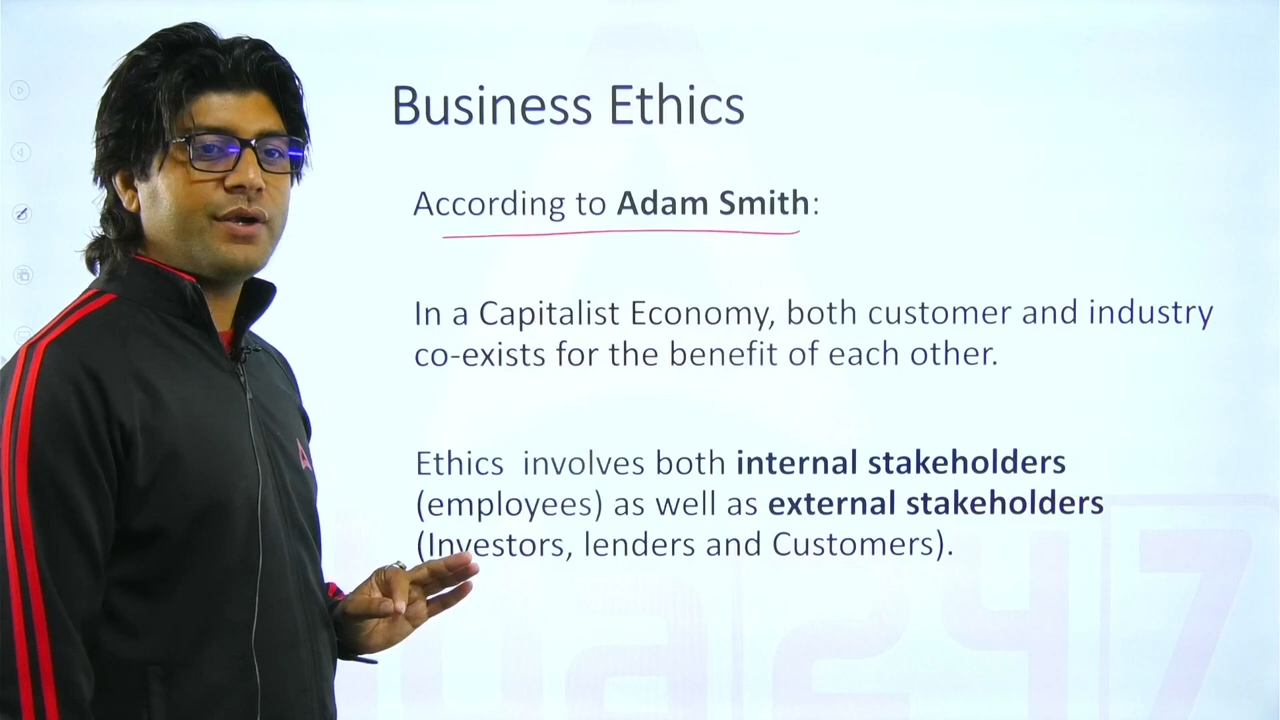 Business Ethics
According to Adam Smith:
In a Capitalist Economy, both customer and industry
co-exists for the benefit of each other.
Ethics involves both internal stakeholders
(employees) as well as external stakeholders
(Investors, lenders and Customers).
247